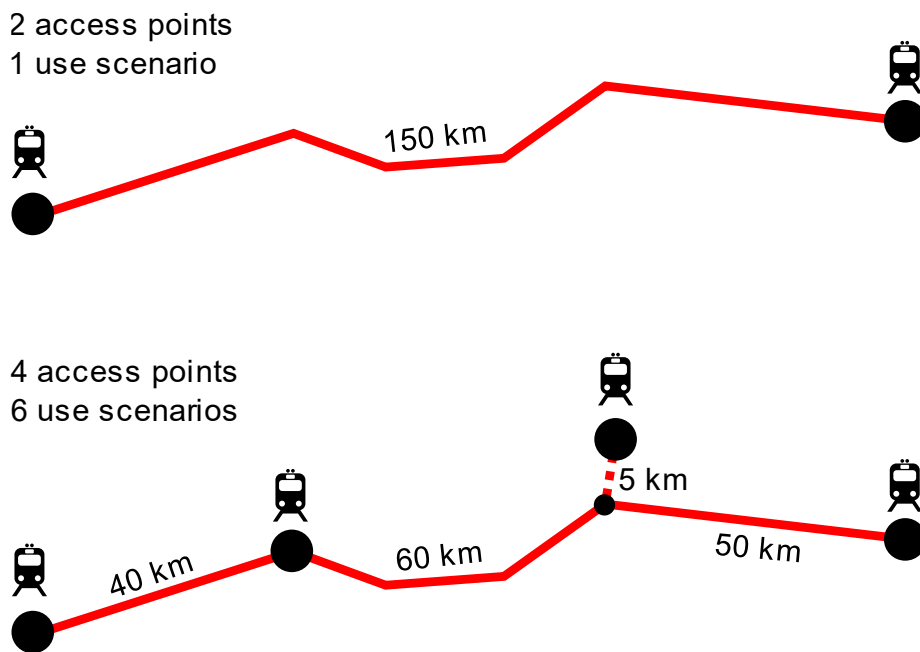 2 access points
1 use scenario
150 km
4 access points
6 use scenarios
5 km
40 km
60 km
50 km